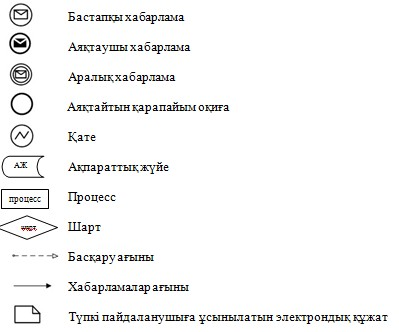 Бастапқы хабарлама
Аяқтаушы хабарлама
Аралық хабарлама
Аяқтайтын қарапайым оқиға
Қате
АЖ Ақпараттық жүйе
процесс Процесс
Шарт
Басқару ағыны
Хабарламалар ағыны
Түпкі пайдаланушыға ұсынылатын электрондық құжат